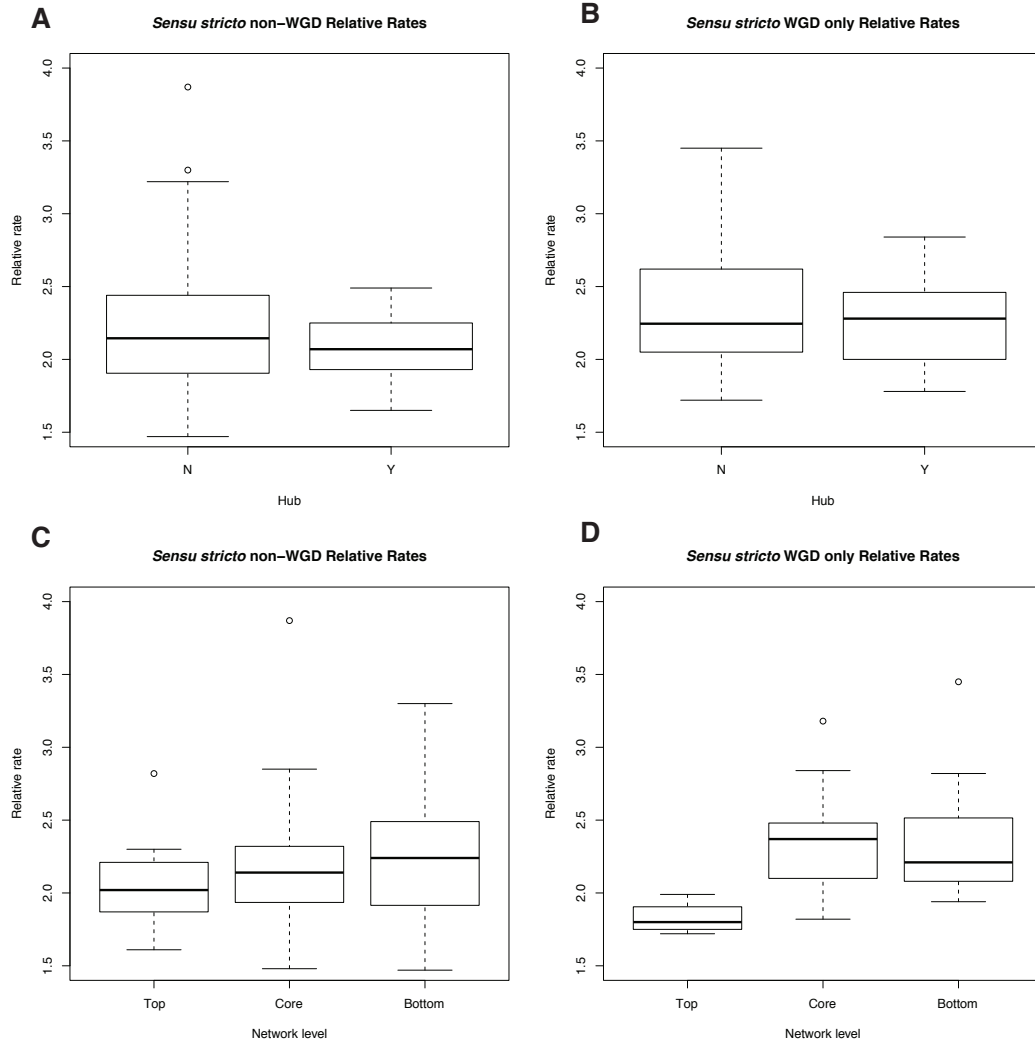 A
Sensu stricto non−WGD Relative Rates
Relative rate
4.0
3.5
3.0
2.5
2.0
1.5
N
Y
Hub
B
Sensu stricto WGD only Relative Rates
Relative rate
4.0
3.5
3.0
2.5
2.0
1.5
N
Y
Hub
C
Sensu stricto non−WGD Relative Rates
Relative rate
4.0
3.5
3.0
2.5
2.0
1.5
Top
Core
Bottom
Network level
D
Sensu stricto WGD only Relative Rates
Relative rate
4.0
3.5
3.0
2.5
2.0
1.5
Top
Core
Bottom
Network level